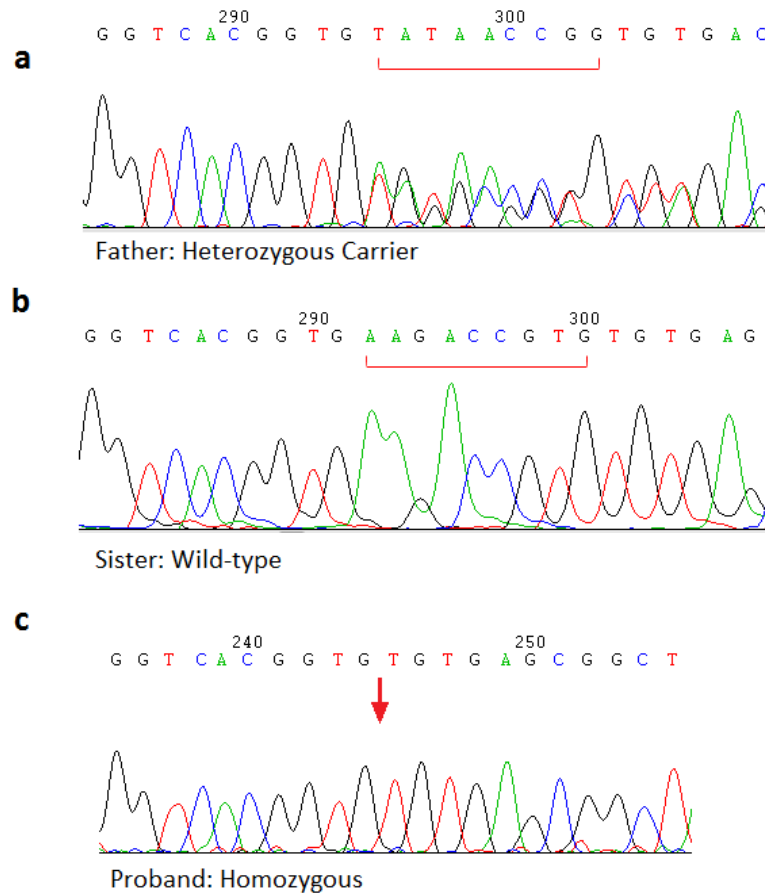 290 300
G G T C A C G G T G T A T A A C C G G T G T G A C
a
Father: Heterozygous Carrier
b
290 300
G G T C A C G G T G A A G A C C G T G T G T G A G
Sister: Wild-type
c
240 250
G G T C A C G G T G T G T G A G C G G C T
Proband: Homozygous